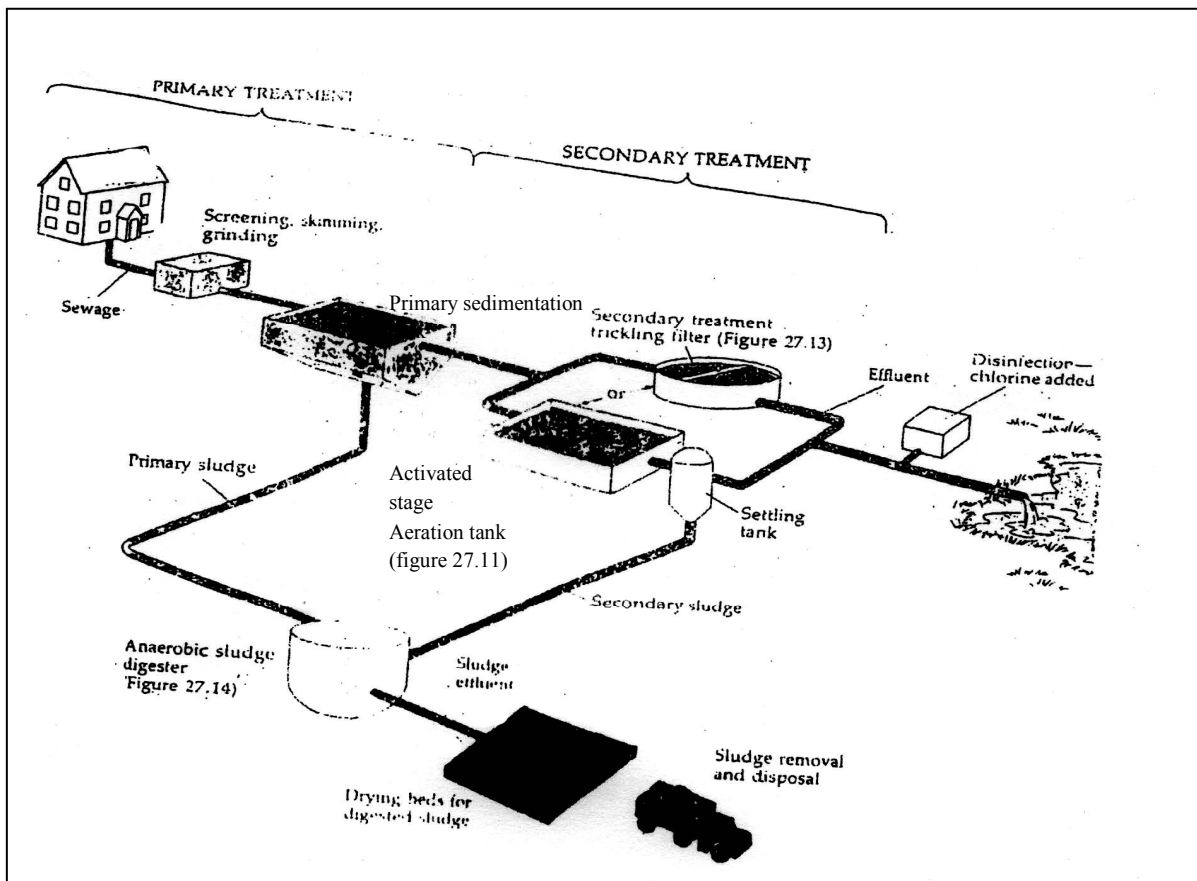 PRIMARY TREATMENT
SECONDARY TREATMENT
Screening, skimming,
grinding
Sewage
Primary sedimentation
Secondary treatment
trickling filter (Figure 27.13)
Disinfection—
chlorine added
Effluent
or
Primary sludge
Activated
stage
Aeration tank
(figure 27.11)
Settling
tank
Secondary sludge
Anaerobic sludge
digester
(Figure 27.14)
Sludge
effluent
Sludge removal
and disposal
Drying beds for
digested sludge